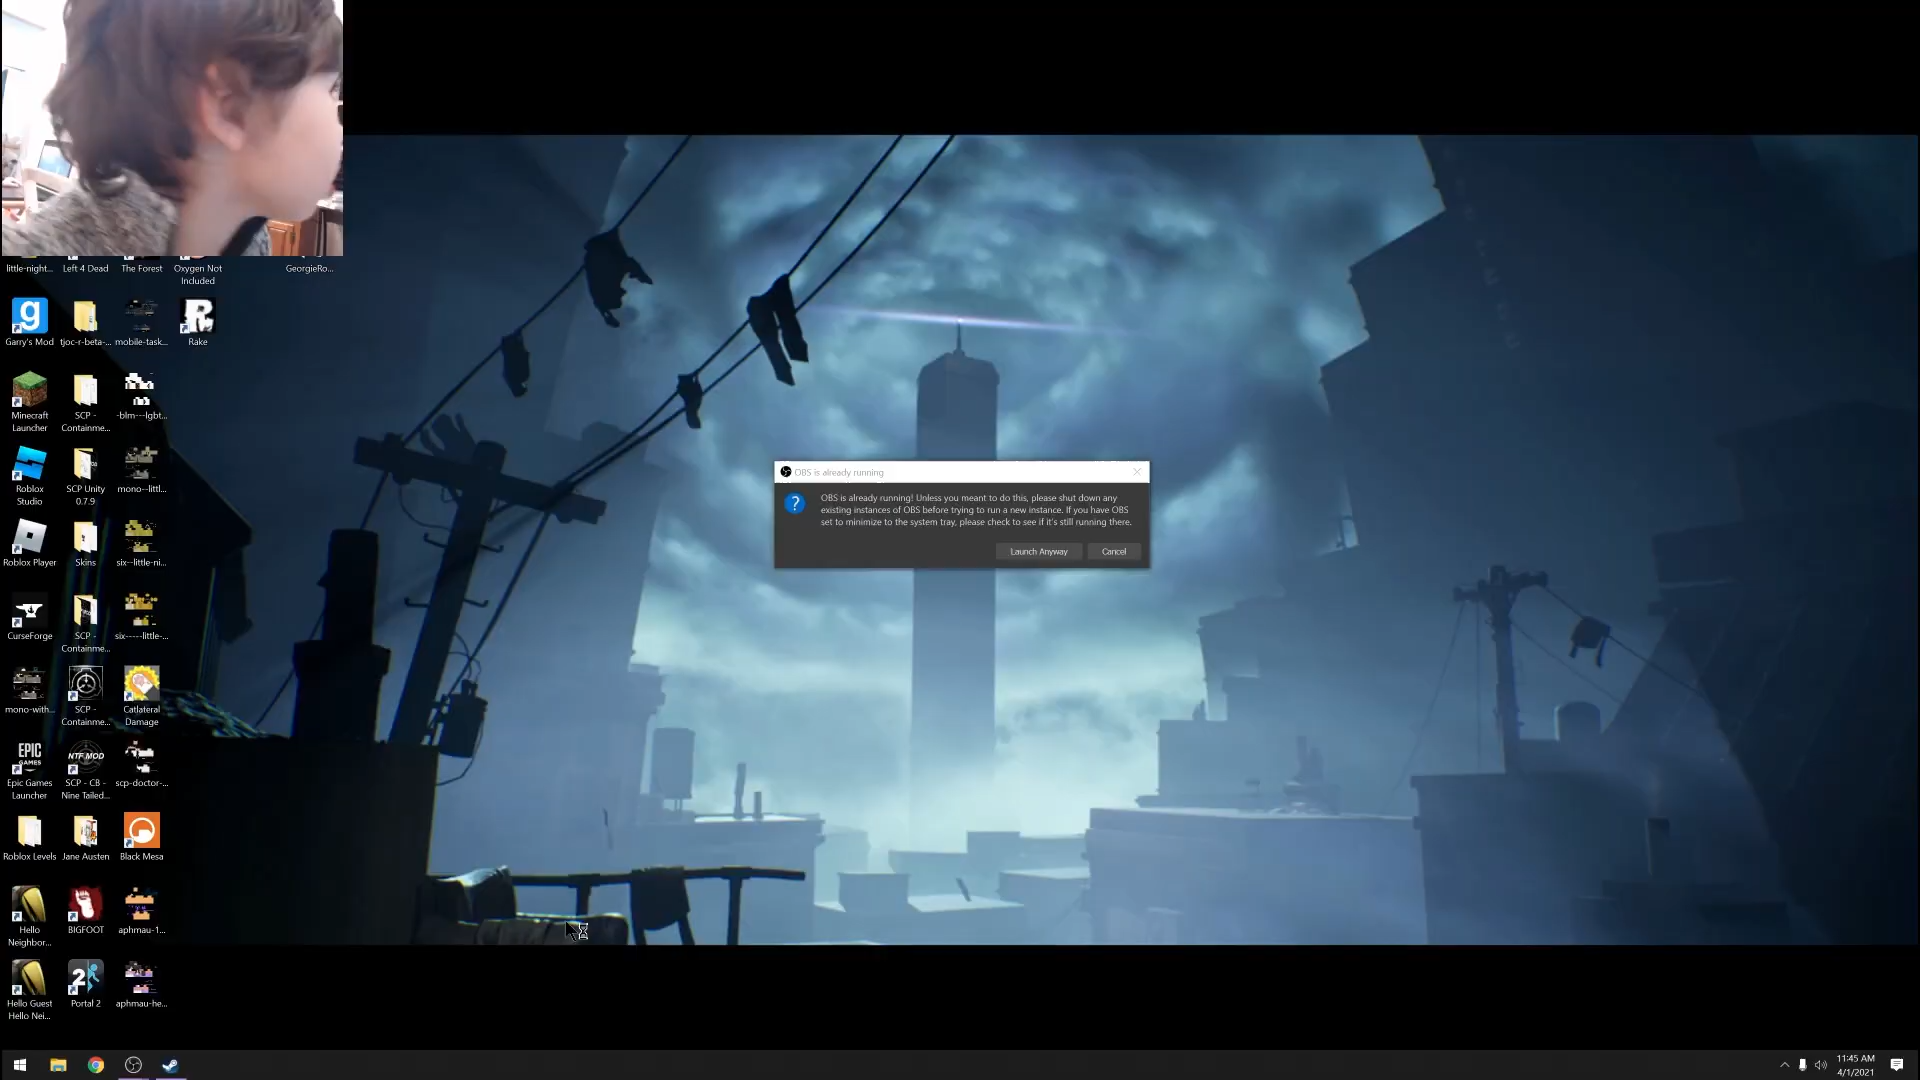 little-night...
Left 4 Dead
The Forest
Oxygen Not
Included
GeorgieRo...
g
Garry's Mod
tjoc-r-beta-...
mobile-task...
R
Rake
Minecraft
Launcher
SCP -
Containme...
-blm---lgbt...
Roblox
Studio
SCP Unity
0.7.9
mono--littl...
Roblox Player
Skins
six--little-ni...
CurseForge
SCP -
Containme...
six-----little-...
mono-with...
SCP -
Containme...
Catlateral
Damage
EPIC
GAMES
Epic Games
Launcher
NTF MOD
SCP - CB -
Nine Tailed...
scp-doctor-...
Roblox Levels
Jane Austen
Black Mesa
Hello
Neighbor...
BIGFOOT
aphmau-1...
Hello Guest
Hello Nei...
2
Portal 2
aphmau-he...
OBS is already running
?
OBS is already running! Unless you meant to do this, please shut down any
existing instances of OBS before trying to run a new instance. If you have OBS
set to minimize to the system tray, please check to see if it's still running there.
Launch Anyway
Cancel
11:45 AM
4/1/2021